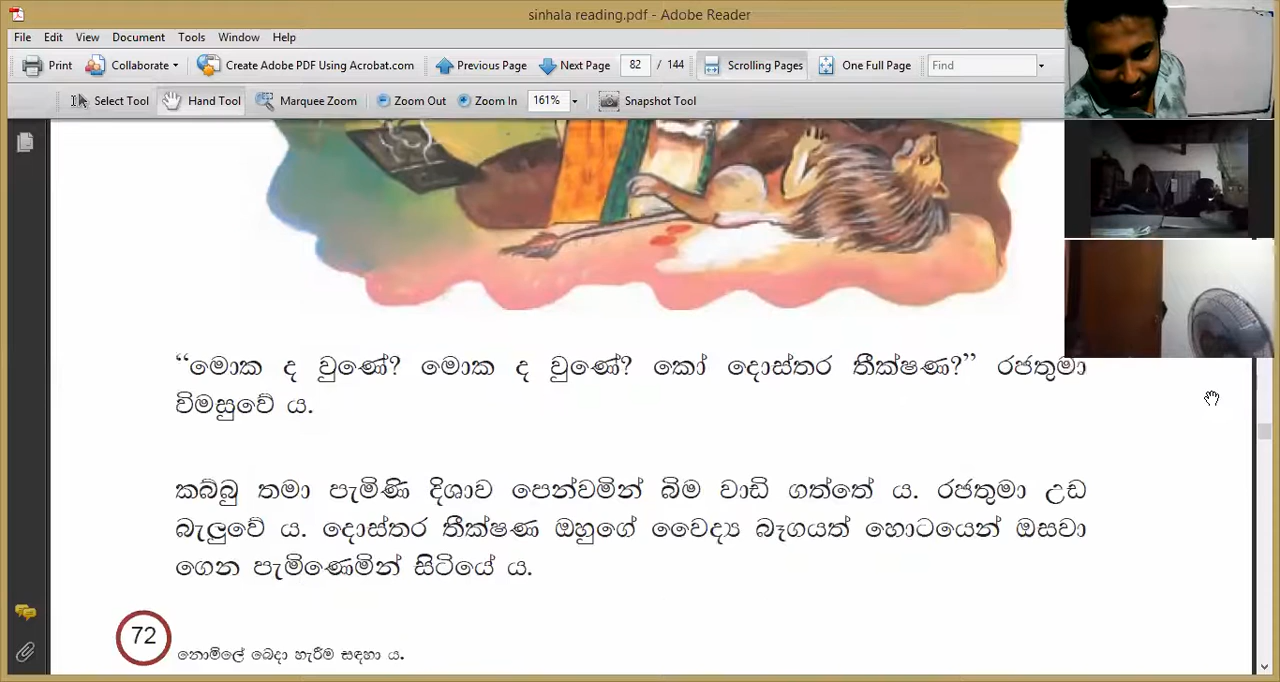 sinhala reading.pdf - Adobe Reader
File Edit View Document Tools Window Help
Print Collaborate Create Adobe PDF Using Acrobat.com Previous Page Next Page 82 / 144 Scrolling Pages One Full Page Find
Select Tool Hand Tool Marquee Zoom Zoom Out Zoom In 161% Snapshot Tool
“මොක ද වුණේ? මොක ද වුණේ? කෝ දොස්තර තීක්ෂණ?” රජතුමා
විමසුවේ ය.
කබ්බු තමා පැමිණි දිශාව පෙන්වමින් බිම වාඩි ගත්තේ ය. රජතුමා උඩ
බැලුවේ ය. දොස්තර තීක්ෂණ ඔහුගේ වෛද්‍ය බෑගයත් හොටයෙන් ඔසවා
ගෙන පැමිණෙමින් සිටියේ ය.
72
නොමිලේ බෙදා හැරීම සඳහා ය.